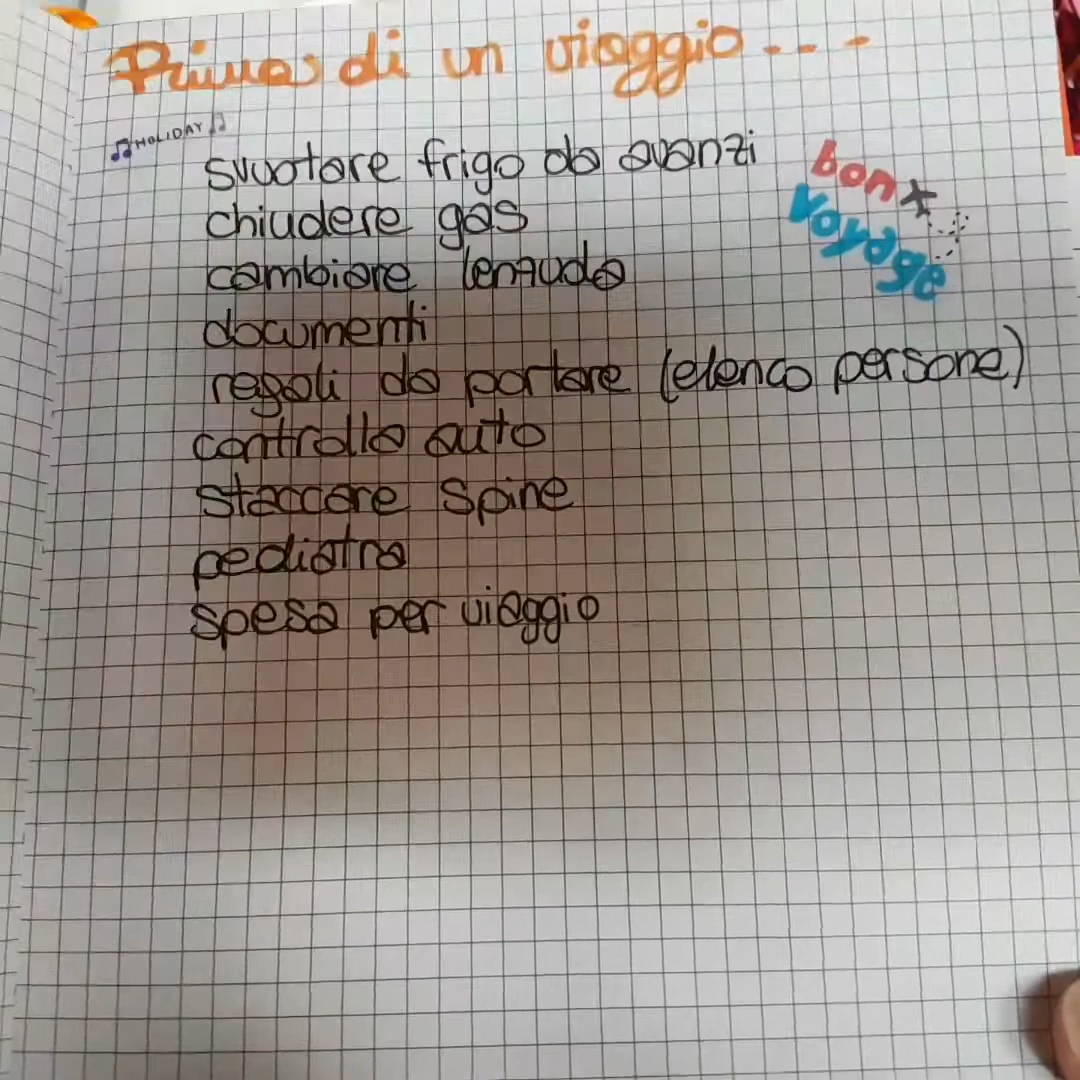 Prima di un viaggio...
♫ HOLIDAY ♫
svuotare frigo da avanzi
bon
voyage
chiudere gas
cambiare lenzuola
documenti
regali da portare (elenco persone)
controllo auto
staccare spine
pediatra
spesa per viaggio